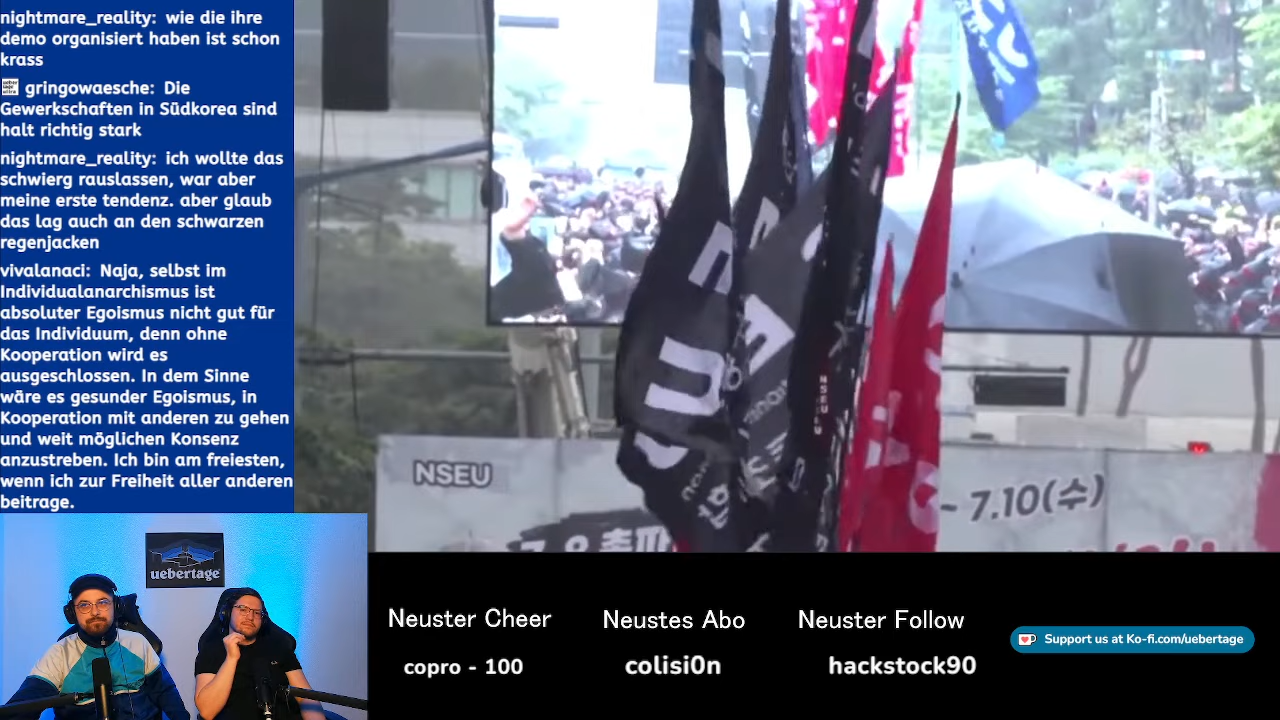 nightmare_reality: wie die ihre
demo organisiert haben ist schon
krass
gringowaesche: Die
Gewerkschaften in Südkorea sind
halt richtig stark
nightmare_reality: ich wollte das
schwierg rauslassen, war aber
meine erste tendenz. aber glaub
das lag auch an den schwarzen
regenjacken
vivalanaci: Naja, selbst im
Individualanarchismus ist
absoluter Egoismus nicht gut für
das Individuum, denn ohne
Kooperation wird es
ausgeschlossen. In dem Sinne
wäre es gesunder Egoismus, in
Kooperation mit anderen zu gehen
und weit möglichen Konsenz
anzustreben. Ich bin am freiesten,
wenn ich zur Freiheit aller anderen
beitrage.
NSEU
~ 7.10(수)
uebertage
Neuster Cheer
Neustes Abo
Neuster Follow
copro - 100
colisi0n
hackstock90
Support us at Ko-fi.com/uebertage